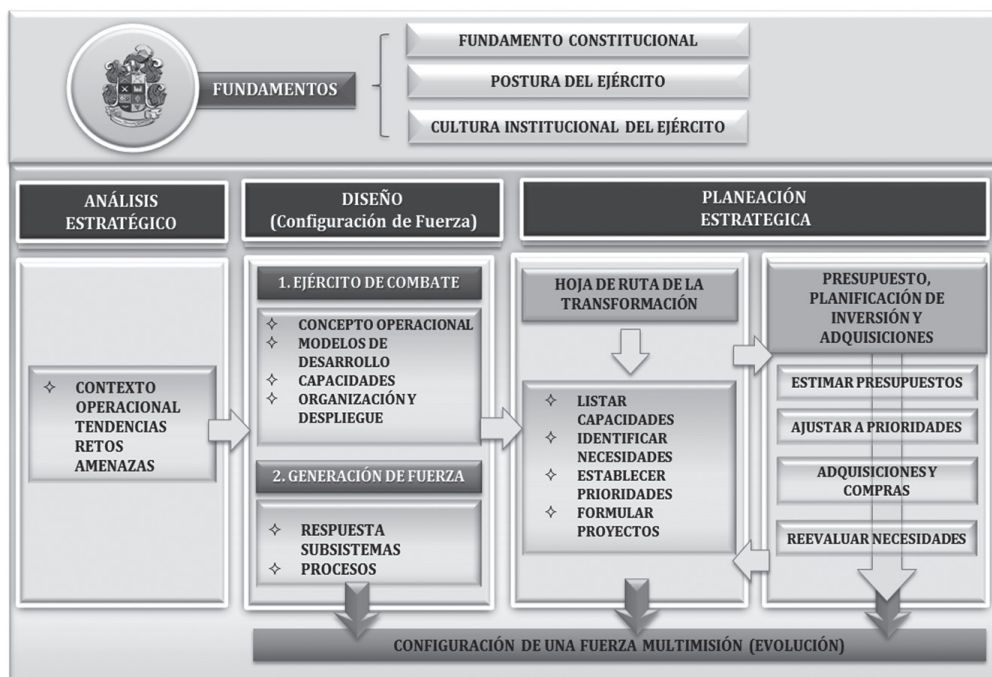 FUNDAMENTOS
FUNDAMENTO CONSTITUCIONAL
POSTURA DEL EJÉRCITO
CULTURA INSTITUCIONAL DEL EJÉRCITO
ANÁLISIS
ESTRATÉGICO
CONTEXTO
OPERACIONAL
TENDENCIAS
RETOS
AMENAZAS
DISEÑO
(Configuración de Fuerza)
1. EJÉRCITO DE COMBATE
CONCEPTO OPERACIONAL
MODELOS DE
DESARROLLO
CAPACIDADES
ORGANIZACIÓN Y
DESPLIEGUE
2. GENERACIÓN DE FUERZA
RESPUESTA
SUBSISTEMAS
PROCESOS
PLANEACIÓN
ESTRATEGICA
HOJA DE RUTA DE LA
TRANSFORMACIÓN
LISTAR
CAPACIDADES
IDENTIFICAR
NECESIDADES
ESTABLECER
PRIORIDADES
FORMULAR
PROYECTOS
PRESUPUESTO,
PLANIFICACIÓN DE
INVERSIÓN Y
ADQUISICIONES
ESTIMAR PRESUPUESTOS
AJUSTAR A PRIORIDADES
ADQUISICIONES Y
COMPRAS
REEVALUAR NECESIDADES
CONFIGURACIÓN DE UNA FUERZA MULTIMISIÓN (EVOLUCIÓN)